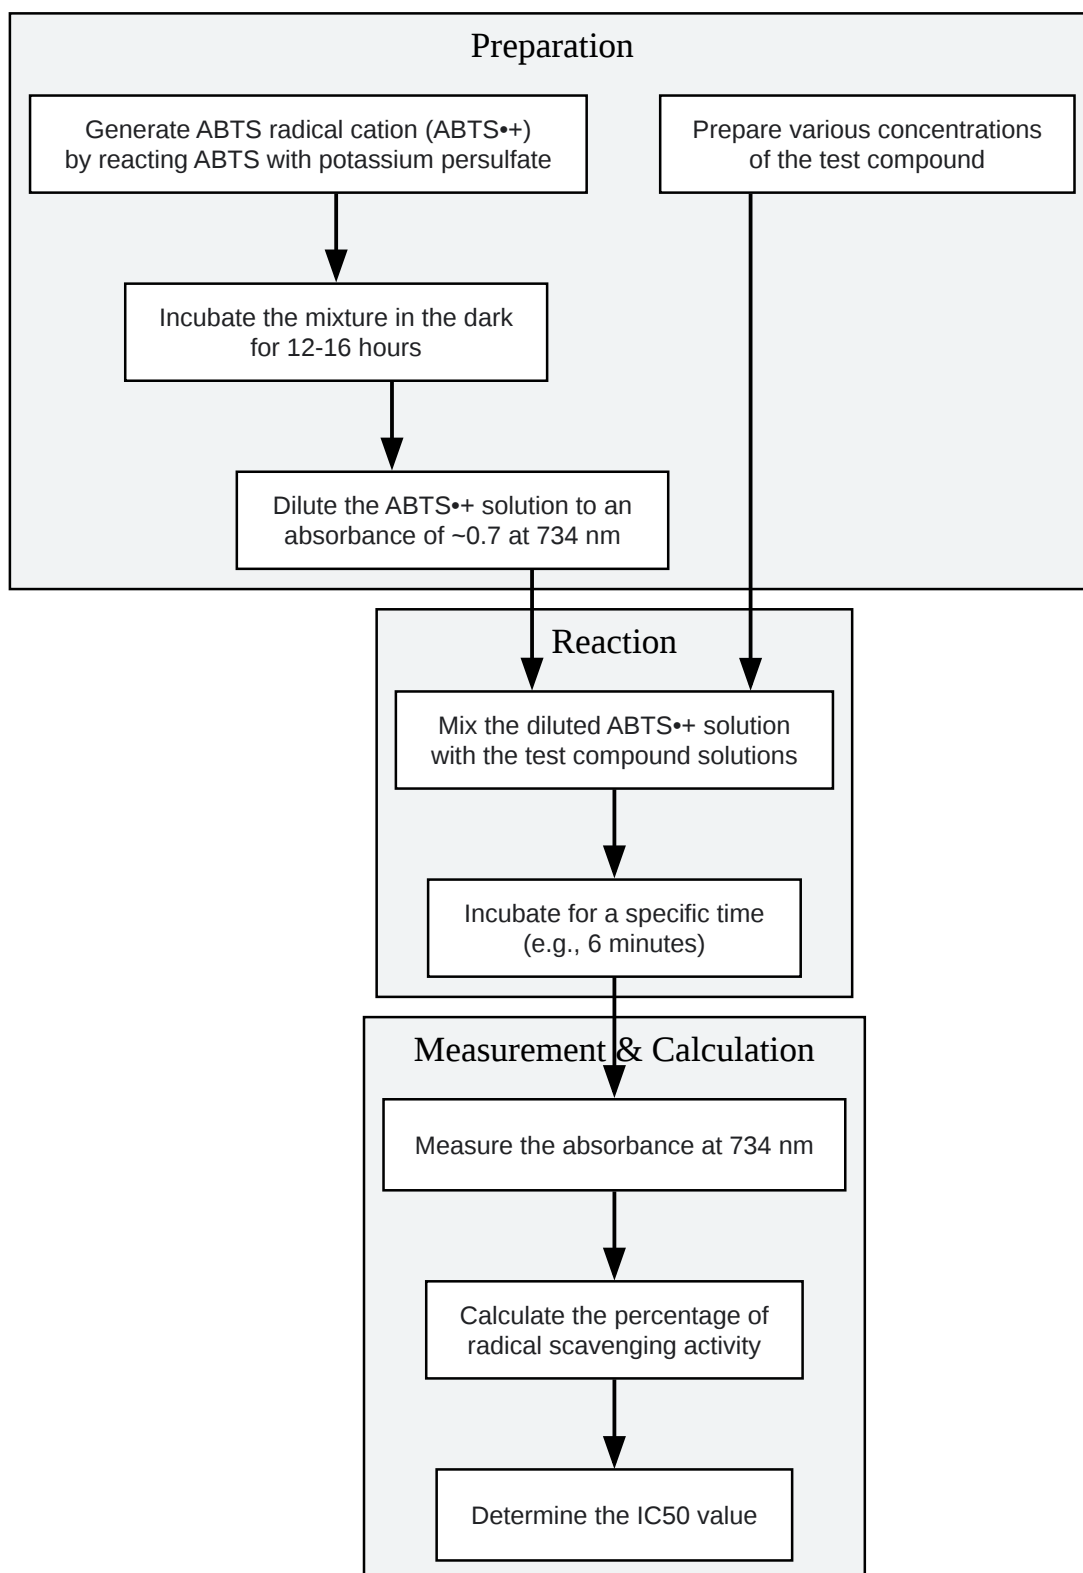 Preparation
Generate ABTS radical cation (ABTS•+)
by reacting ABTS with potassium persulfate
Prepare various concentrations
of the test compound
Incubate the mixture in the dark
for 12-16 hours
Dilute the ABTS•+ solution to an
absorbance of ~0.7 at 734 nm
Reaction
Mix the diluted ABTS•+ solution
with the test compound solutions
Incubate for a specific time
(e.g., 6 minutes)
Measurement & Calculation
Measure the absorbance at 734 nm
Calculate the percentage of
radical scavenging activity
Determine the IC50 value